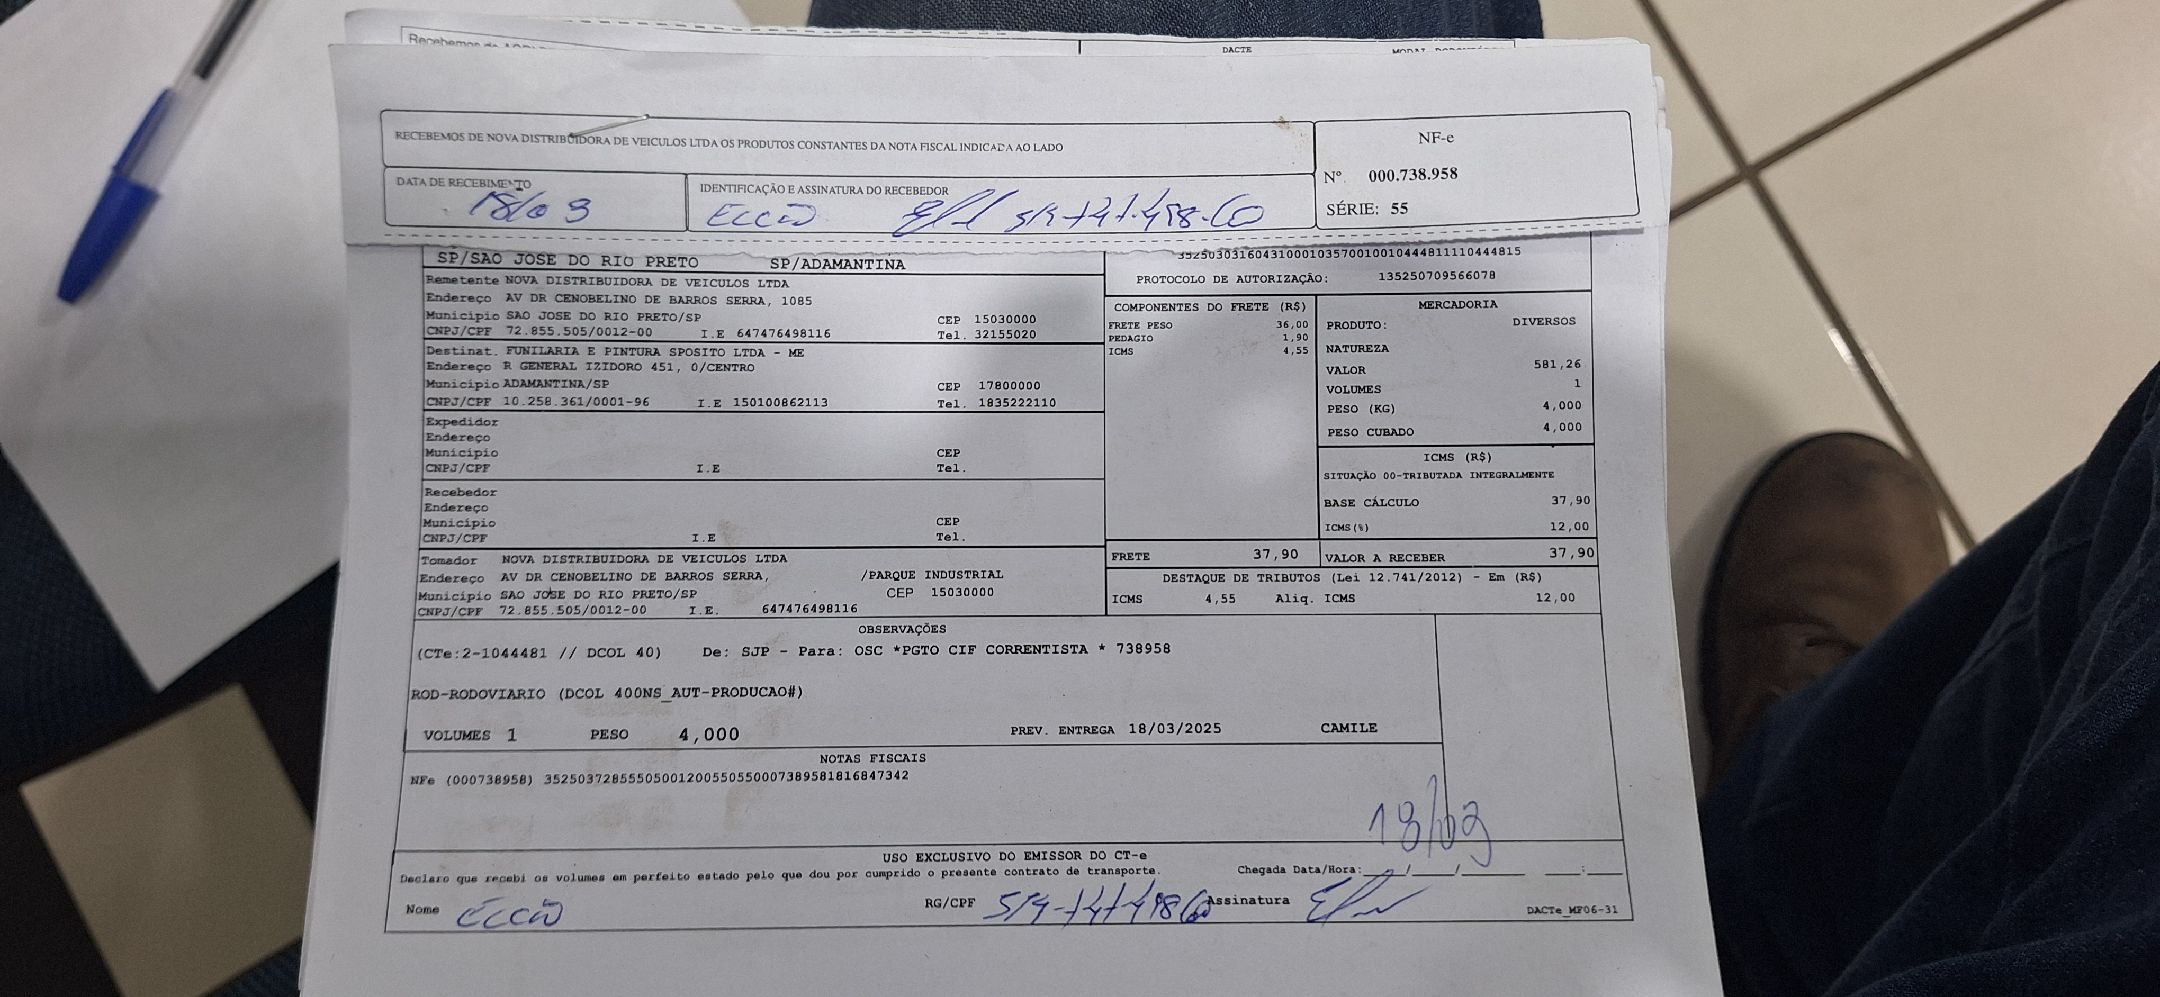 DACTE
RECEBEMOS DE NOVA DISTRIBUIDORA DE VEICULOS LTDA OS PRODUTOS CONSTANTES DA NOTA FISCAL INDICADA AO LADO
NF-e
Nº. 000.738.958
SÉRIE: 55
DATA DE RECEBIMENTO
18/03
IDENTIFICAÇÃO E ASSINATURA DO RECEBEDOR
SP/SAO JOSE DO RIO PRETO SP/ADAMANTINA
35250303160431000103570010010444811110444815
PROTOCOLO DE AUTORIZAÇÃO: 135250709566078
Remetente NOVA DISTRIBUIDORA DE VEICULOS LTDA
Endereço AV DR CENOBELINO DE BARROS SERRA, 1085
Município SAO JOSE DO RIO PRETO/SP CEP 15030000
CNPJ/CPF 72.855.505/0012-00 I.E 647476498116 Tel. 32155020
Destinat. FUNILARIA E PINTURA SPOSITO LTDA - ME
Endereço R GENERAL IZIDORO 451, 0/CENTRO
Município ADAMANTINA/SP CEP 17800000
CNPJ/CPF 10.258.361/0001-96 I.E 150100862113 Tel. 1835222110
Expedidor
Endereço
Município CEP
CNPJ/CPF I.E Tel.
Recebedor
Endereço
Município CEP
CNPJ/CPF I.E Tel.
Tomador NOVA DISTRIBUIDORA DE VEICULOS LTDA
Endereço AV DR CENOBELINO DE BARROS SERRA, /PARQUE INDUSTRIAL
Município SAO JOSE DO RIO PRETO/SP CEP 15030000
CNPJ/CPF 72.855.505/0012-00 I.E. 647476498116
COMPONENTES DO FRETE (R$)
FRETE PESO 36,00
PEDAGIO 1,90
ICMS 4,55
MERCADORIA
PRODUTO: DIVERSOS
NATUREZA
VALOR 581,26
VOLUMES 1
PESO (KG) 4,000
PESO CUBADO 4,000
ICMS (R$)
SITUAÇÃO 00-TRIBUTADA INTEGRALMENTE
BASE CÁLCULO 37,90
ICMS(%) 12,00
FRETE 37,90 VALOR A RECEBER 37,90
DESTAQUE DE TRIBUTOS (Lei 12.741/2012) - Em (R$)
ICMS 4,55 Aliq. ICMS 12,00
OBSERVAÇÕES
(CTe:2-1044481 // DCOL 40) De: SJP - Para: OSC *PGTO CIF CORRENTISTA * 738958
ROD-RODOVIARIO (DCOL 400NS_AUT-PRODUCAO#)
VOLUMES 1 PESO 4,000 PREV. ENTREGA 18/03/2025 CAMILE
NOTAS FISCAIS
NFe (000738958) 35250372855505001200550550007389581816847342
18/03
USO EXCLUSIVO DO EMISSOR DO CT-e
Declaro que recebi os volumes em perfeito estado pelo que dou por cumprido o presente contrato de transporte. Chegada Data/Hora:____/____/______ ____:____
Nome RG/CPF Assinatura
DACTe_MF06-31